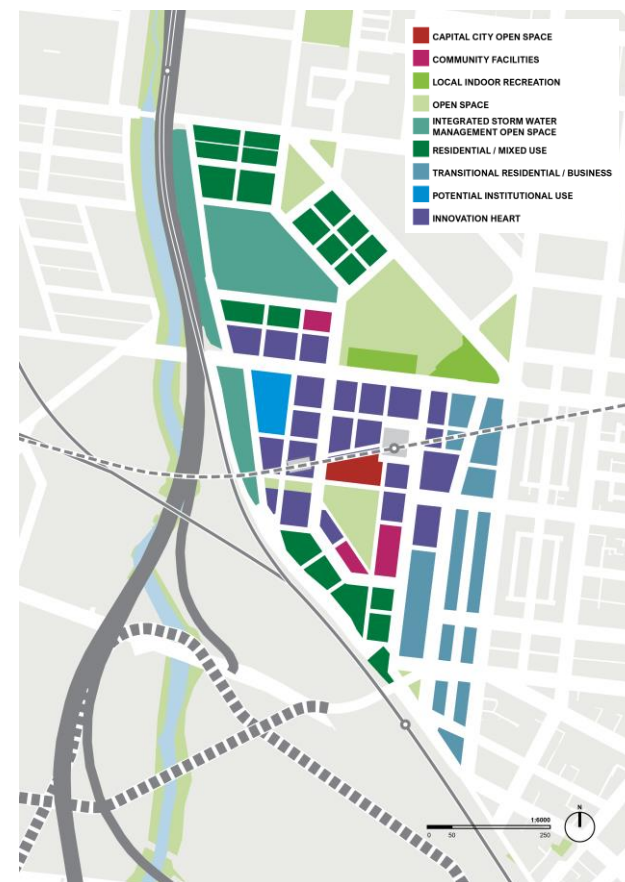 CAPITAL CITY OPEN SPACE
COMMUNITY FACILITIES
LOCAL INDOOR RECREATION
OPEN SPACE
INTEGRATED STORM WATER
MANAGEMENT OPEN SPACE
RESIDENTIAL / MIXED USE
TRANSITIONAL RESIDENTIAL / BUSINESS
POTENTIAL INSTITUTIONAL USE
INNOVATION HEART
N
1:6000
0 50 250